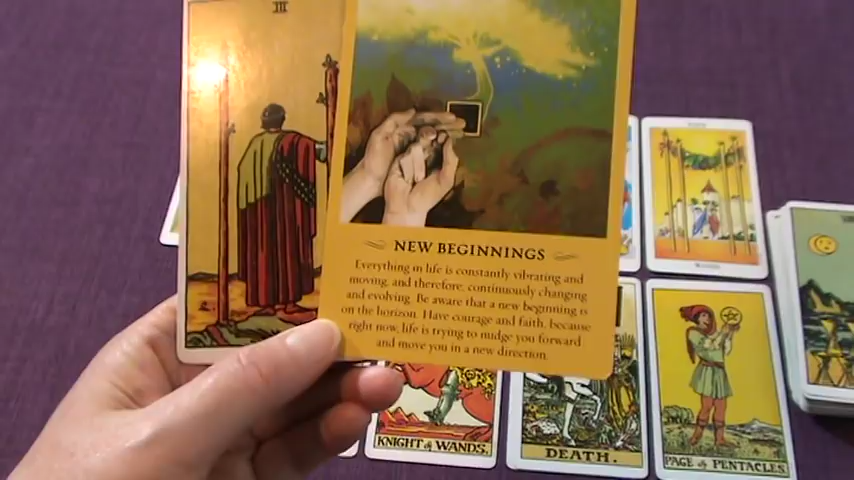 III
NEW BEGINNINGS
Everything in life is constantly vibrating and
moving, and therefore, continuously changing
and evolving. Be aware that a new beginning is
on the horizon. Have courage and faith, because
right now, life is trying to nudge you forward
and move you in a new direction.
KNIGHT of WANDS.
DEATH.
PAGE of PENTACLES.